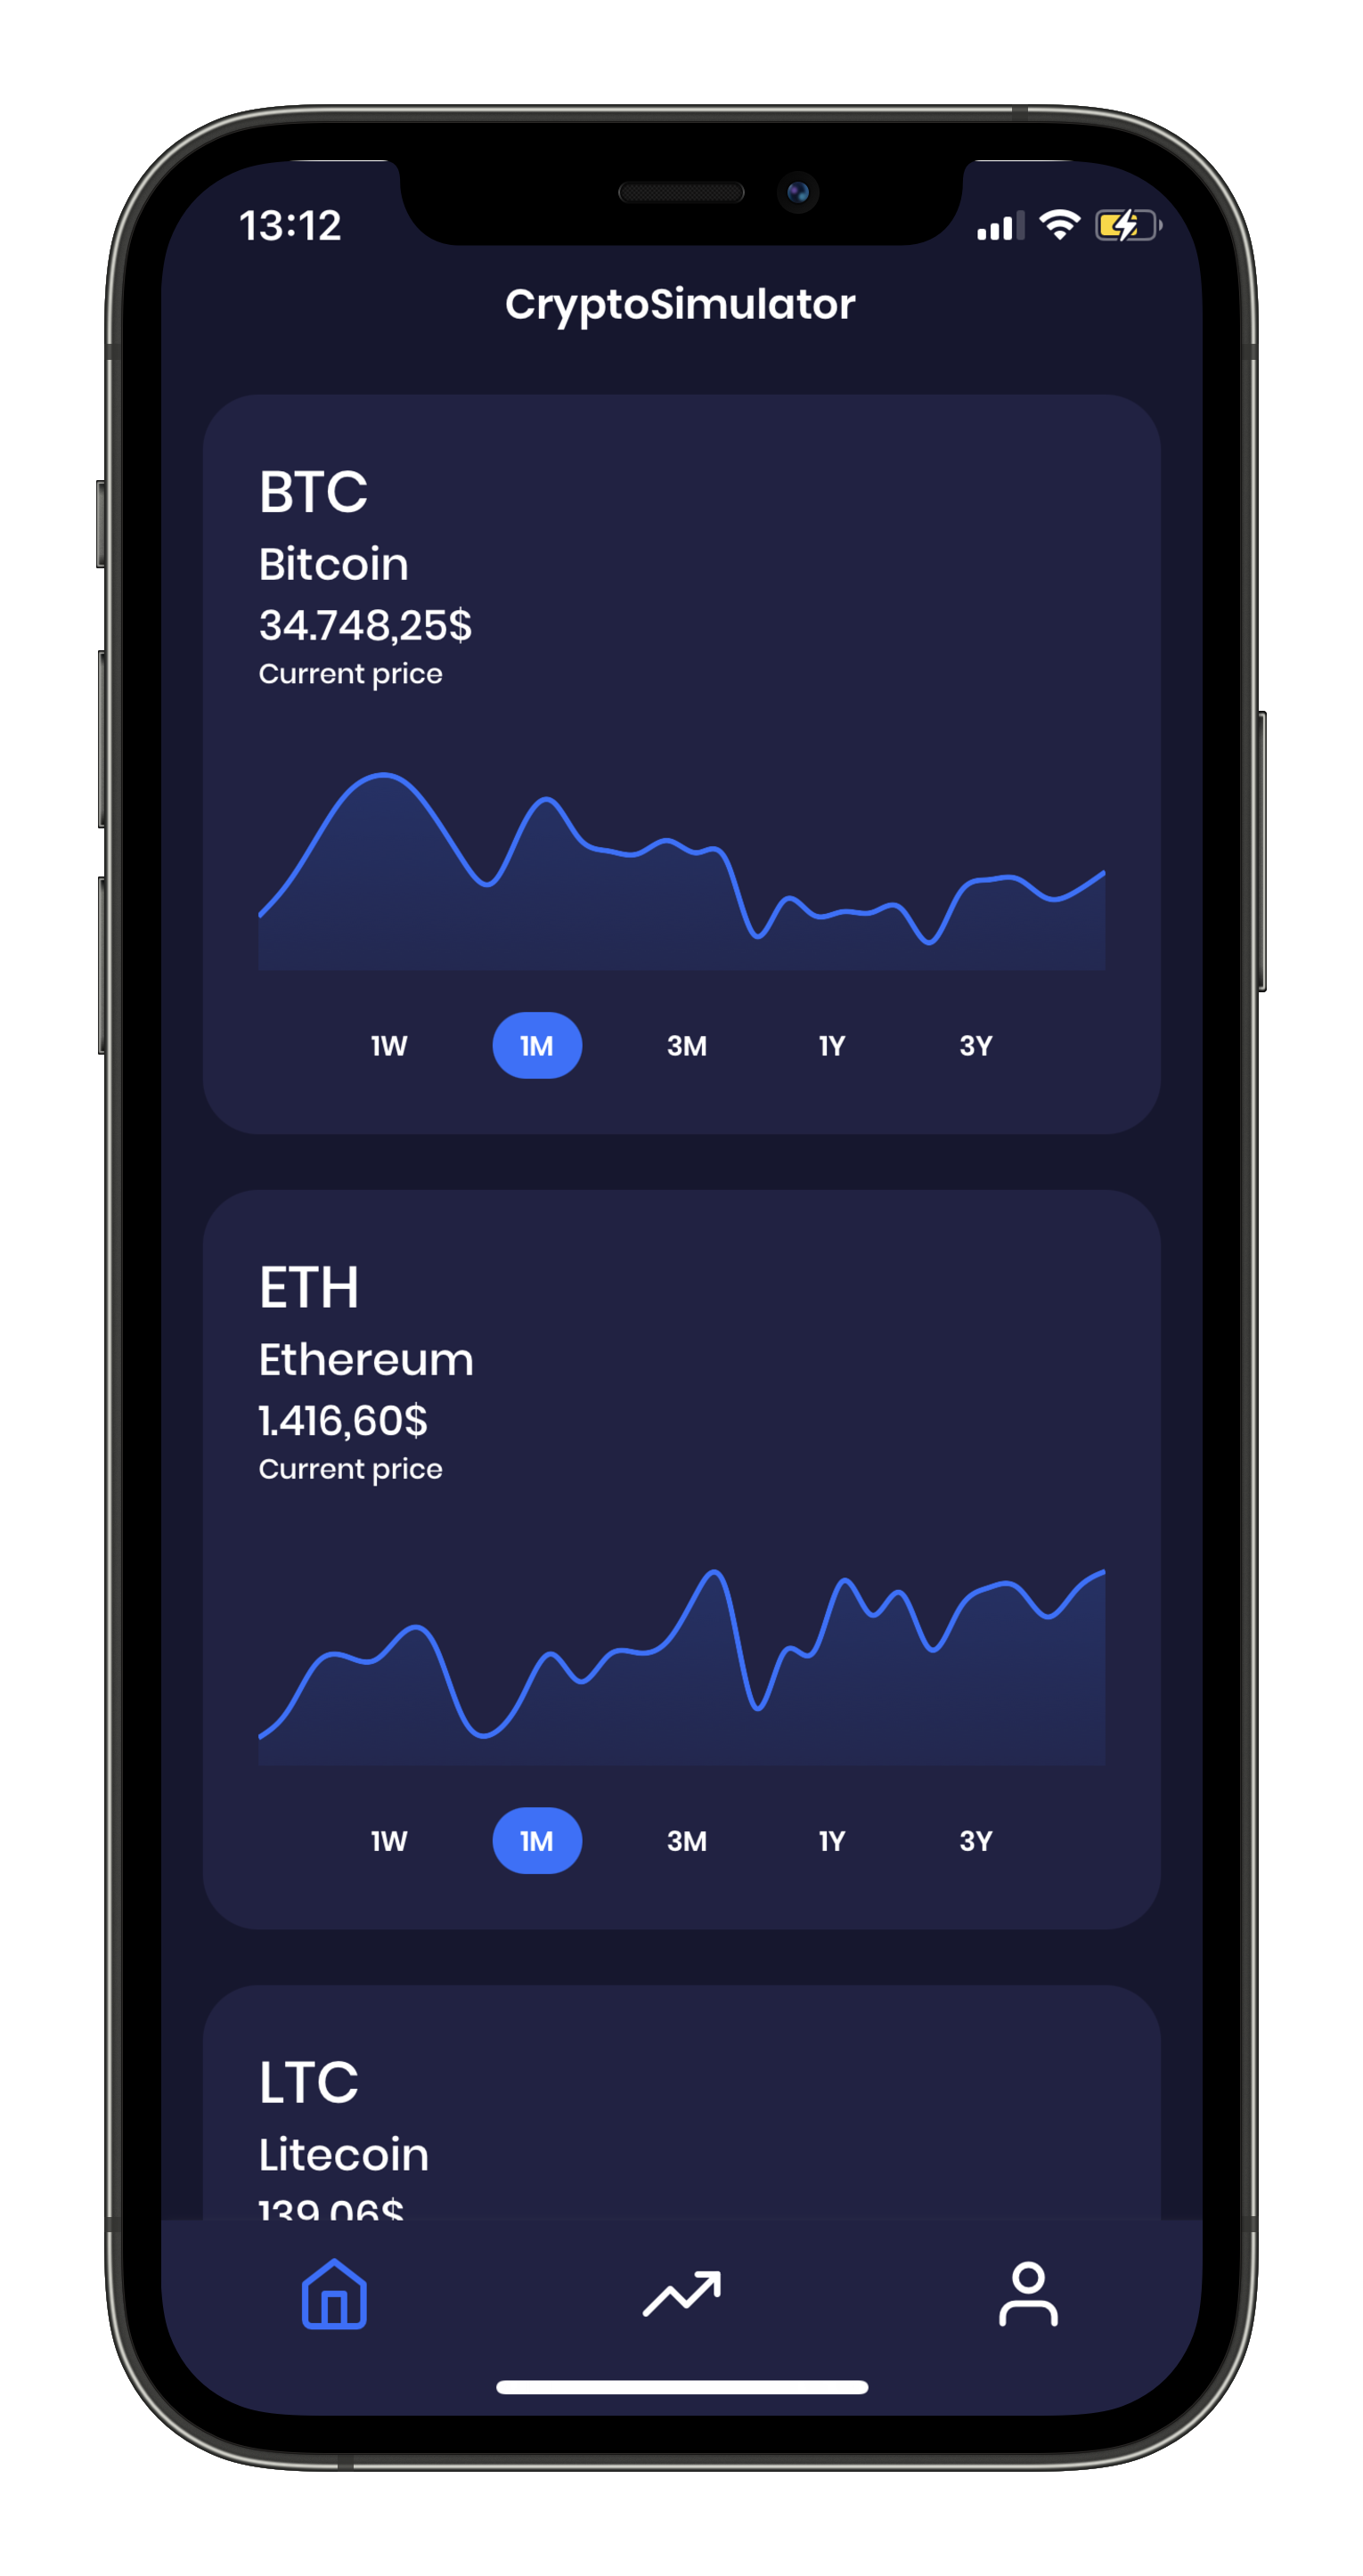 13:12
CryptoSimulator
BTC
Bitcoin
34.748,25$
Current price
1W 1M 3M 1Y 3Y
ETH
Ethereum
1.416,60$
Current price
1W 1M 3M 1Y 3Y
LTC
Litecoin
139,06$